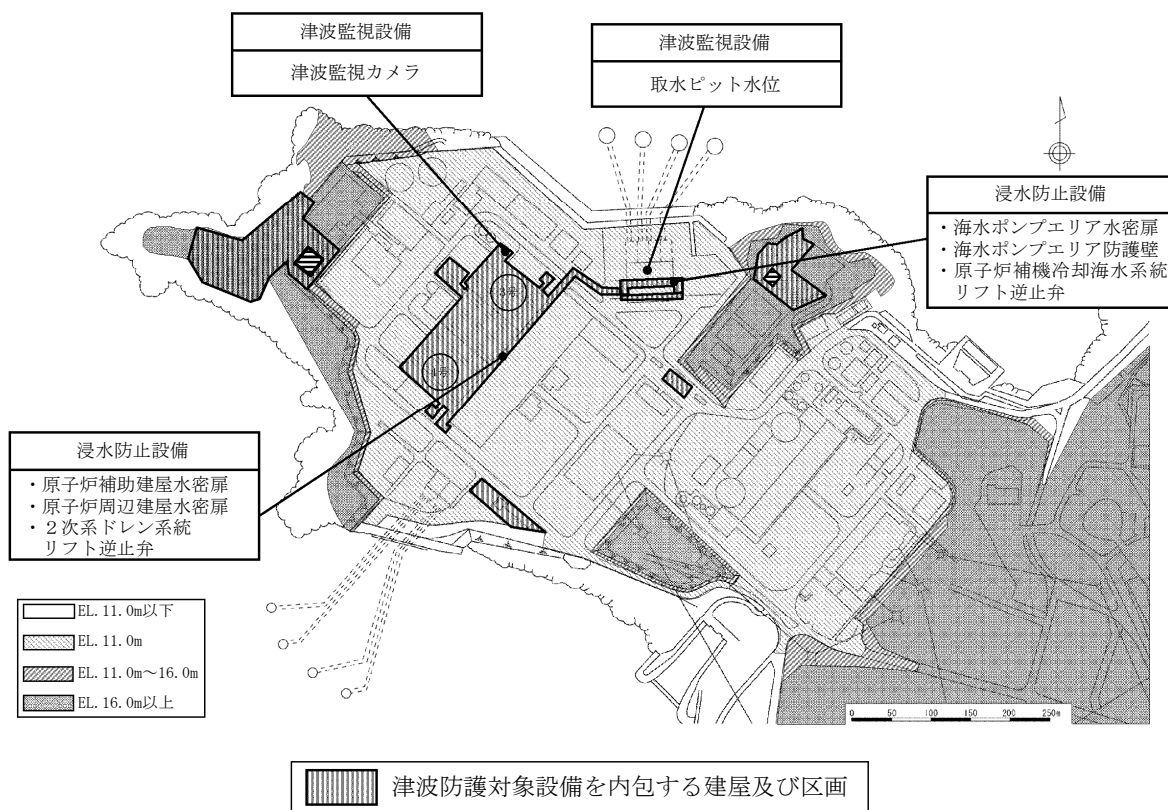 津波監視設備
津波監視カメラ
津波監視設備
取水ピット水位
浸水防止設備
・海水ポンプエリア水密扉
・海水ポンプエリア防護壁
・原子炉補機冷却海水系統
リフト逆止弁
3号
4号
浸水防止設備
・原子炉補助建屋水密扉
・原子炉周辺建屋水密扉
・２次系ドレン系統
リフト逆止弁
EL.11.0m以下
EL.11.0m
EL.11.0m～16.0m
EL.16.0m以上
0 50 100 150 200 250m
津波防護対象設備を内包する建屋及び区画